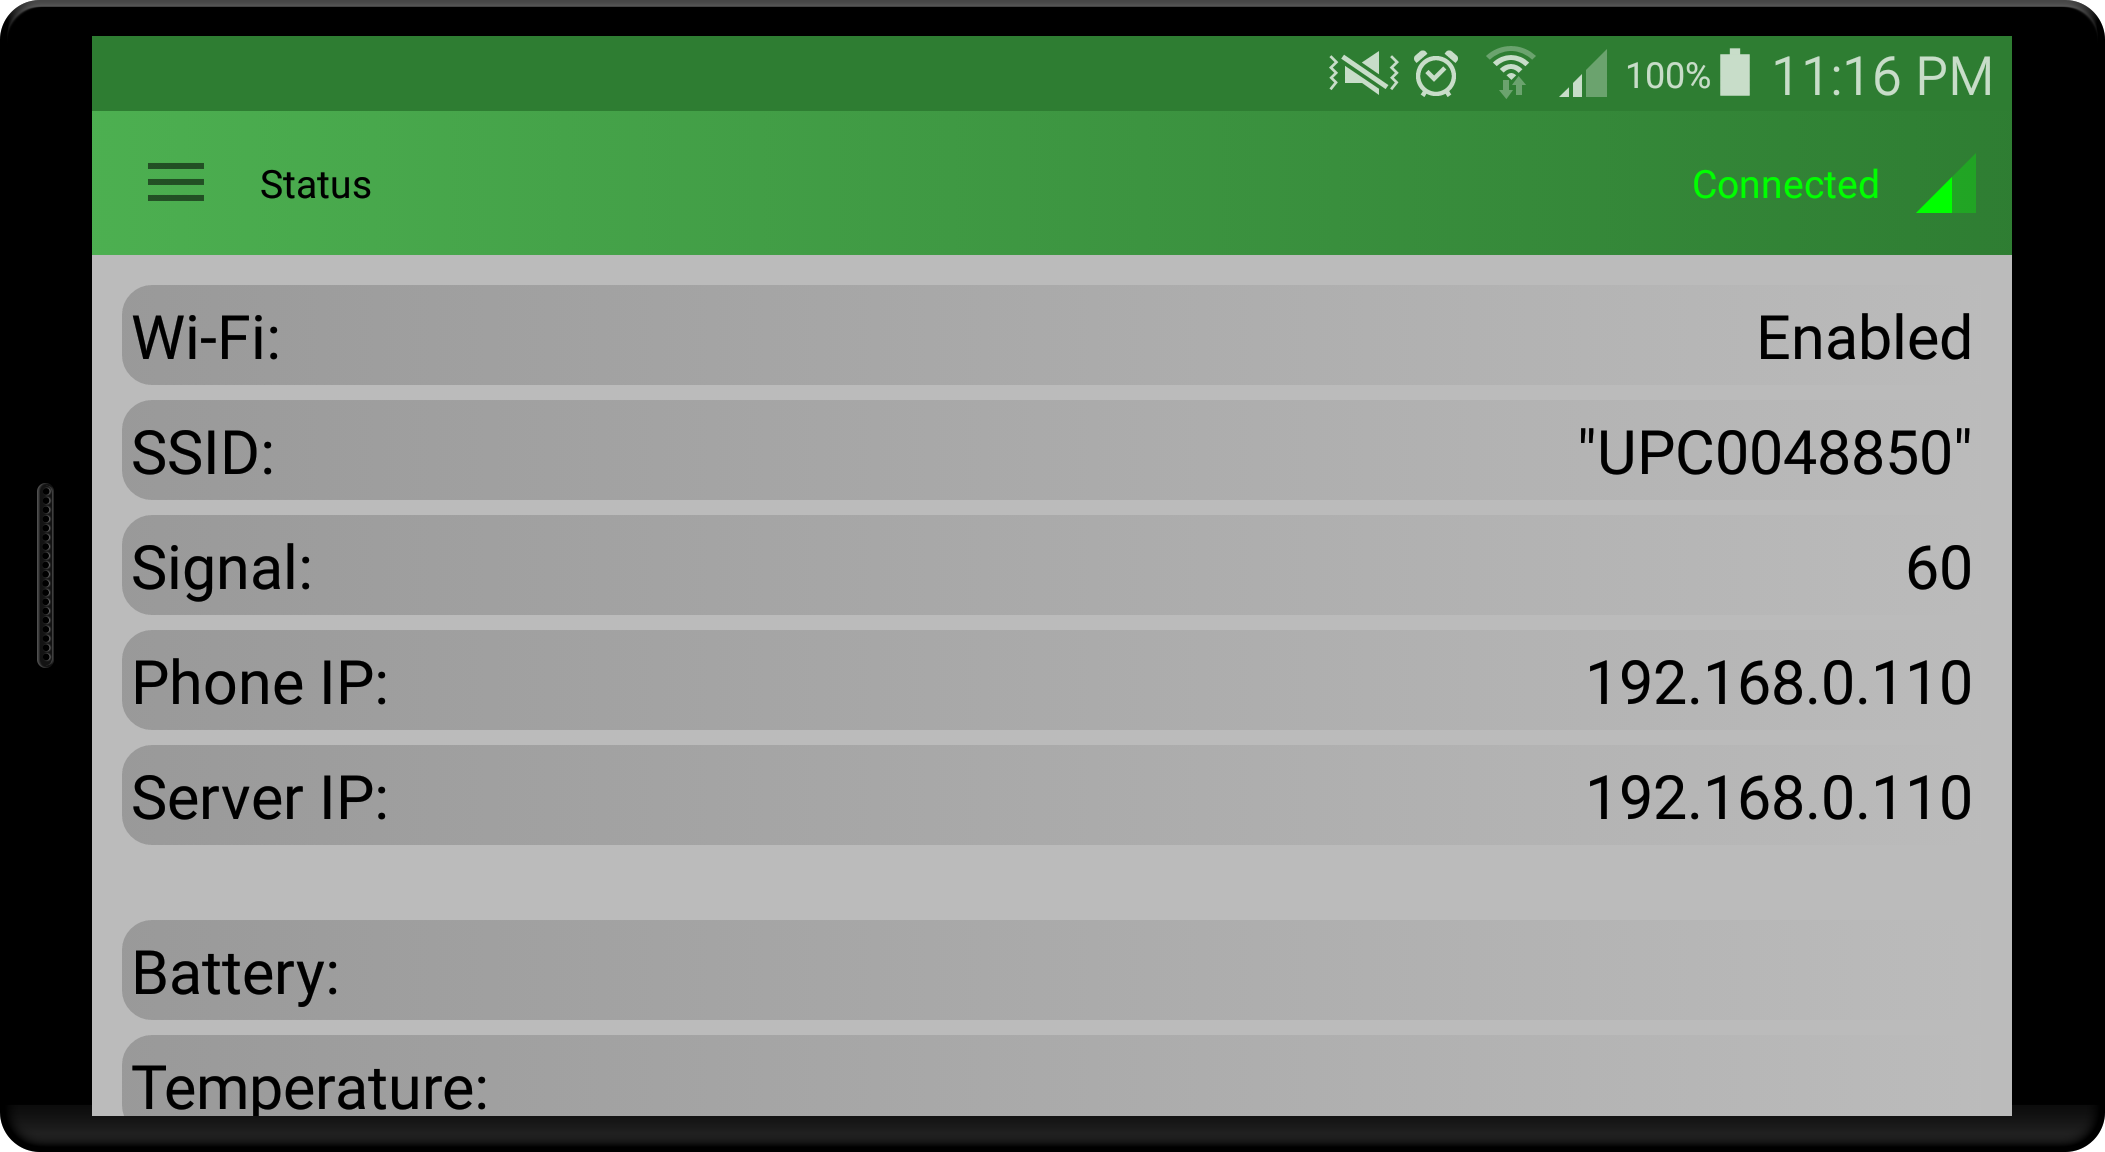 100% 11:16 PM
Status Connected
Wi-Fi: Enabled
SSID: "UPC0048850"
Signal: 60
Phone IP: 192.168.0.110
Server IP: 192.168.0.110
Battery:
Temperature: